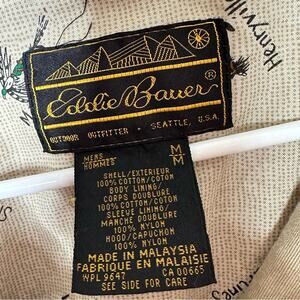 Eddie Bauer ®
OUTDOOR OUTFITTER · SEATTLE, U.S.A.
MENS M
HOMMES M
SHELL/EXTERIEUR
100% COTTON/COTON
BODY LINING/
CORPS DOUBLURE
100% COTTON/COTON
SLEEVE LINING/
MANCHE DOUBLURE
100% NYLON
HOOD/CAPUCHON
100% NYLON
MADE IN MALAYSIA
FABRIQUE EN MALAISIE
WPL 9647 CA 00665
SEE SIDE FOR CARE
Henryvill